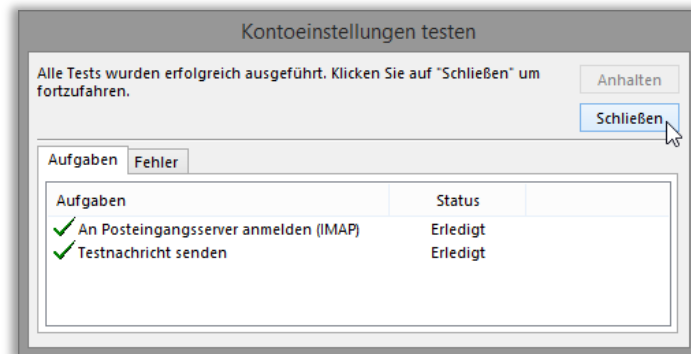 Kontoeinstellungen testen
Alle Tests wurden erfolgreich ausgeführt. Klicken Sie auf "Schließen" um
fortzufahren.
Anhalten
Schließen
Aufgaben Fehler
Aufgaben Status
An Posteingangsserver anmelden (IMAP) Erledigt
Testnachricht senden Erledigt